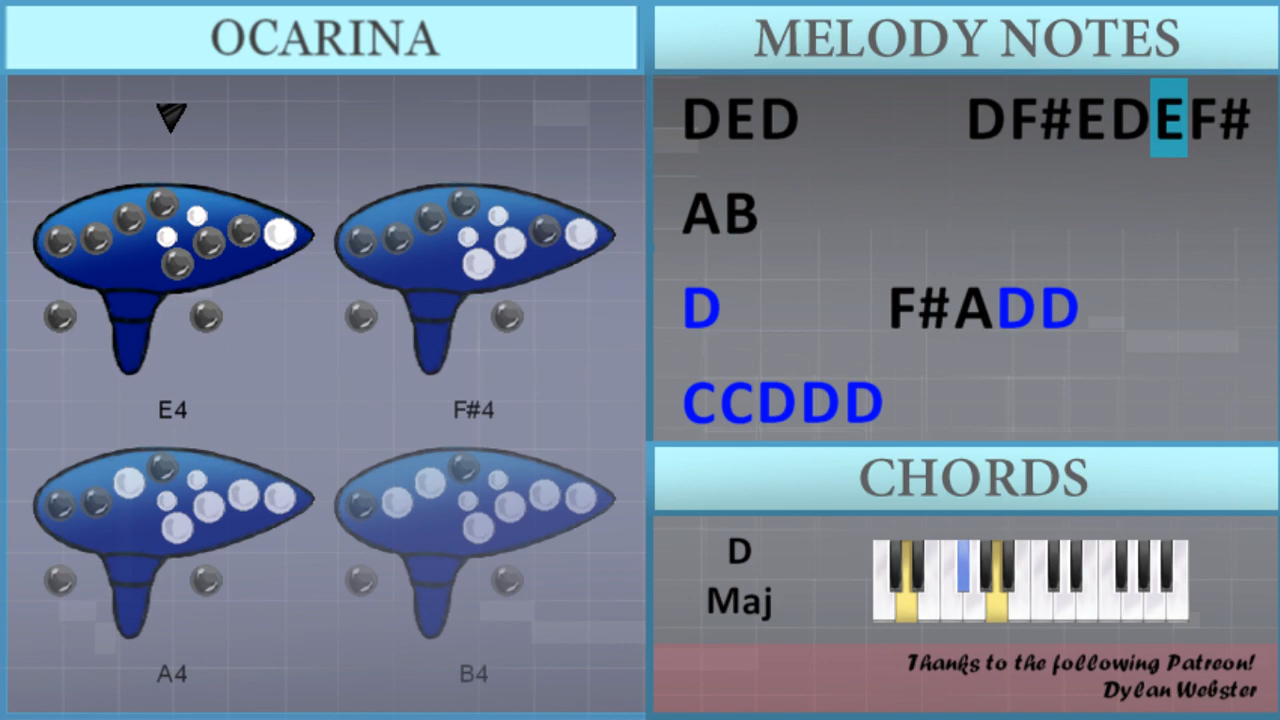 OCARINA
E4
F#4
A4
B4
MELODY NOTES
DED DF#EDEF#
AB
D F#ADD
CCDDD
CHORDS
D
Maj
Thanks to the following Patreon!
Dylan Webster